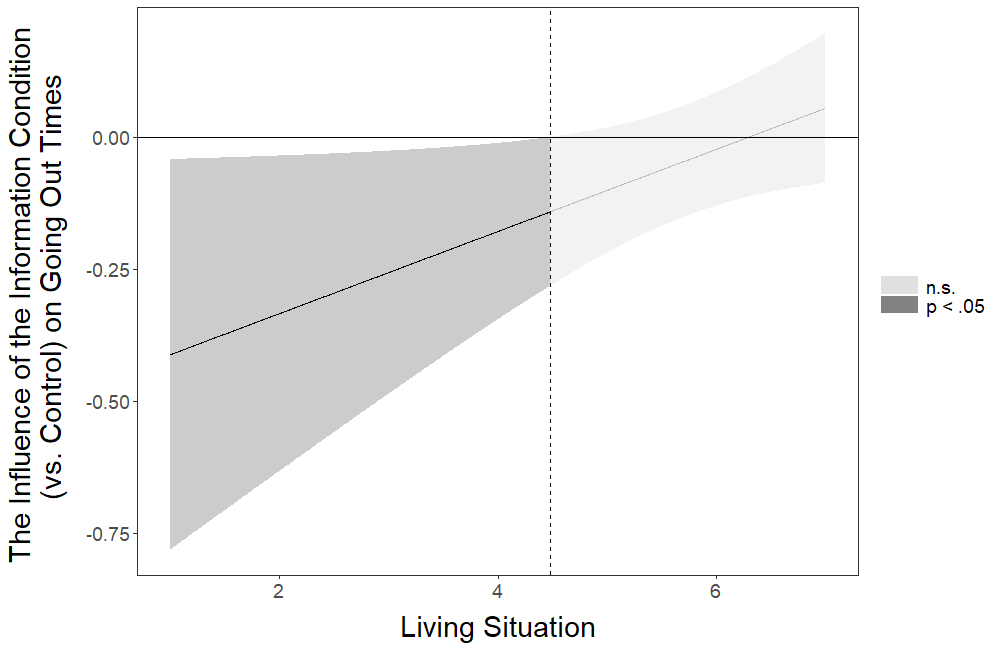 The Influence of the Information Condition
(vs. Control) on Going Out Times
0.00
-0.25
-0.50
-0.75
2
4
6
Living Situation
n.s.
p < .05